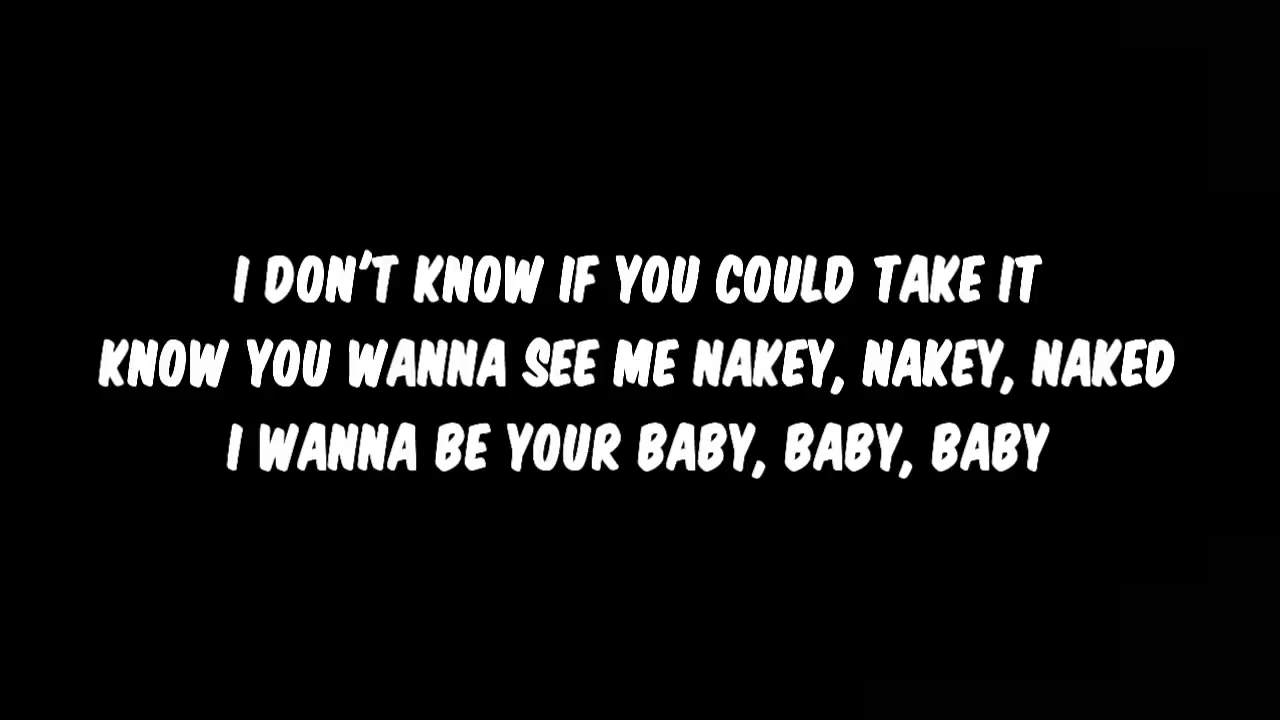 I DON'T KNOW IF YOU COULD TAKE IT
KNOW YOU WANNA SEE ME NAKEY, NAKEY, NAKED
I WANNA BE YOUR BABY, BABY, BABY